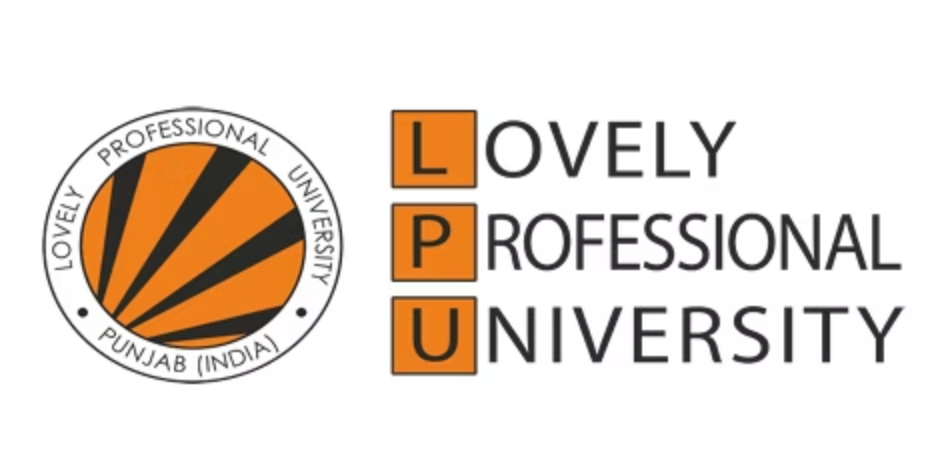 LOVELY PROFESSIONAL UNIVERSITY
• PUNJAB (INDIA) •
LOVELY
PROFESSIONAL
UNIVERSITY